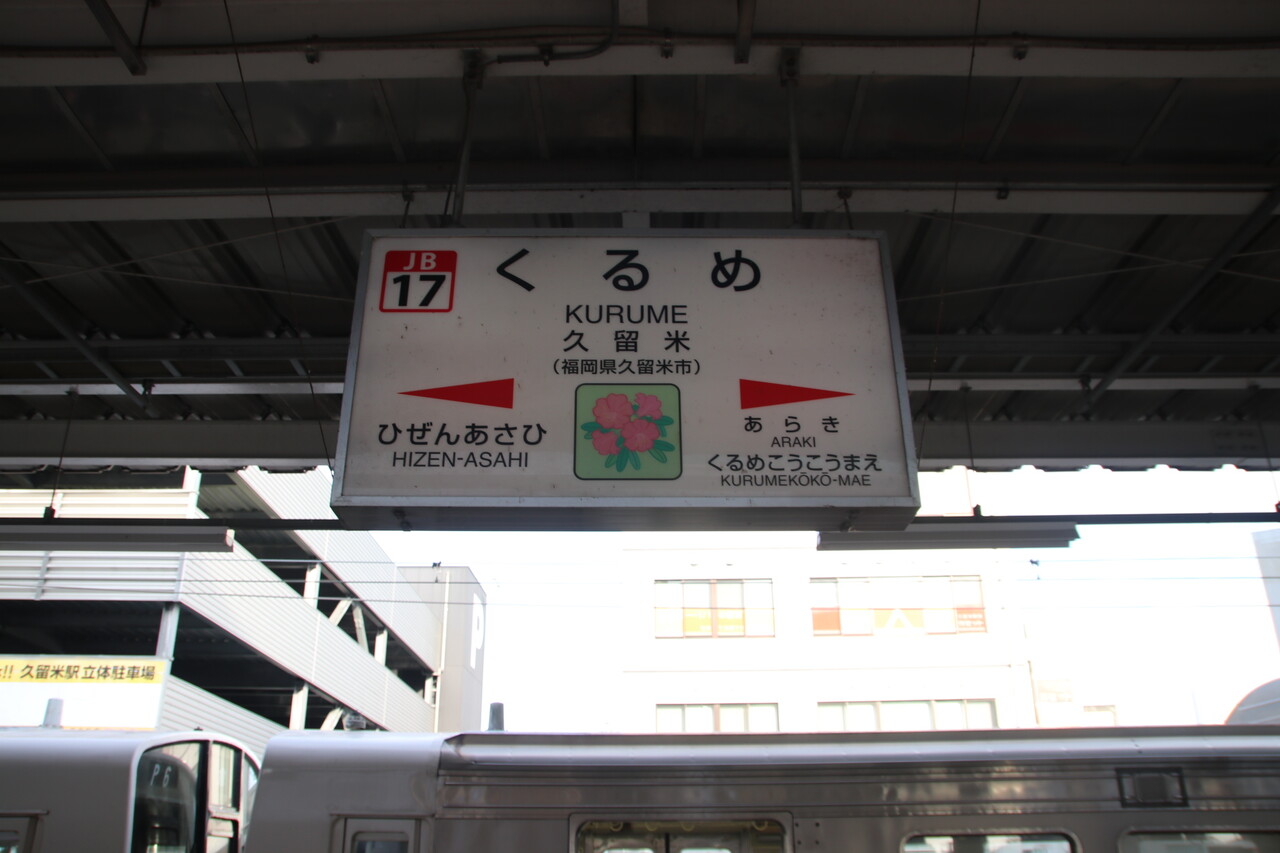 JB
17
くるめ
KURUME
久留米
(福岡県久留米市)
ひぜんあさひ
HIZEN-ASAHI
あらき
ARAKI
くるめこうこうまえ
KURUMEKŌKŌ-MAE
P
!! 久留米駅立体駐車場
P6